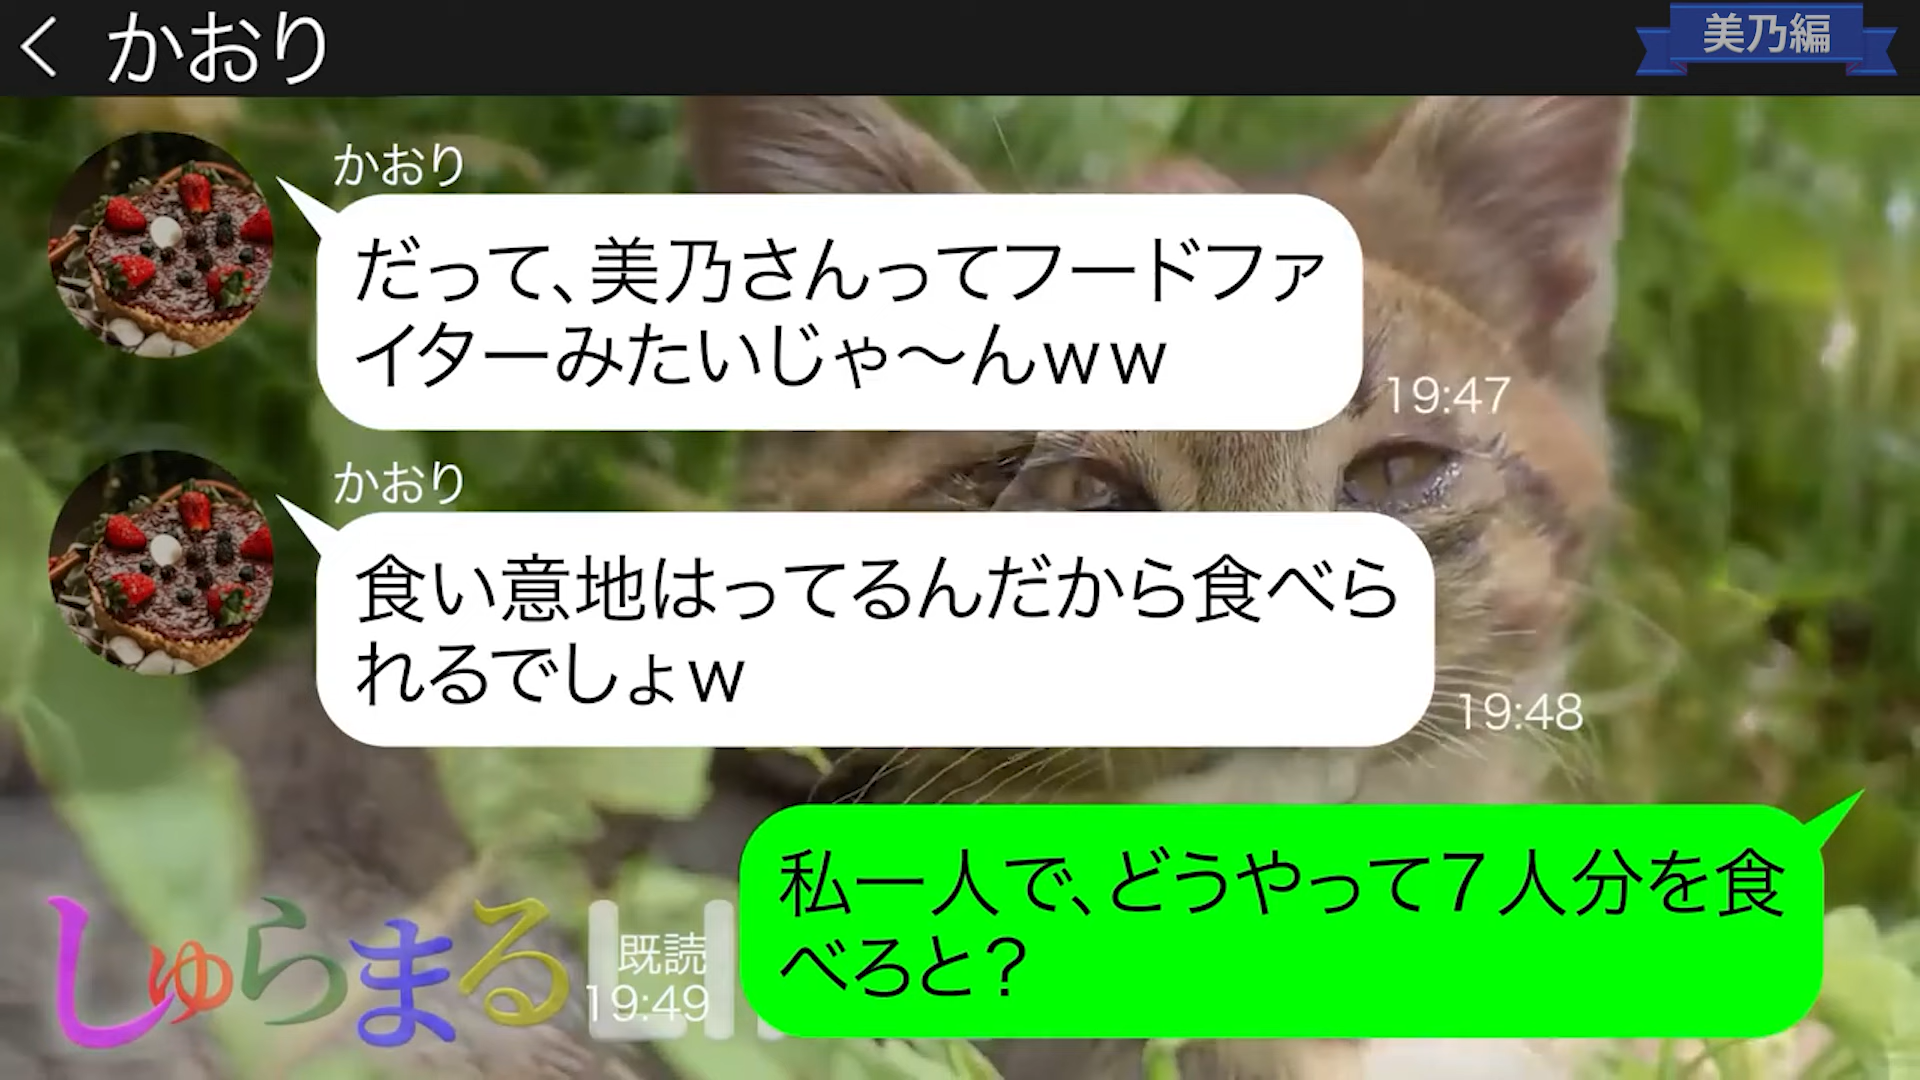 かおり
美乃編
かおり
だって、美乃さんってフードファ
イターみたいじゃ〜んｗｗ
19:47
かおり
食い意地はってるんだから食べら
れるでしょｗ
19:48
私一人で、どうやって７人分を食
べろと？
既読
19:49
しゅらまる